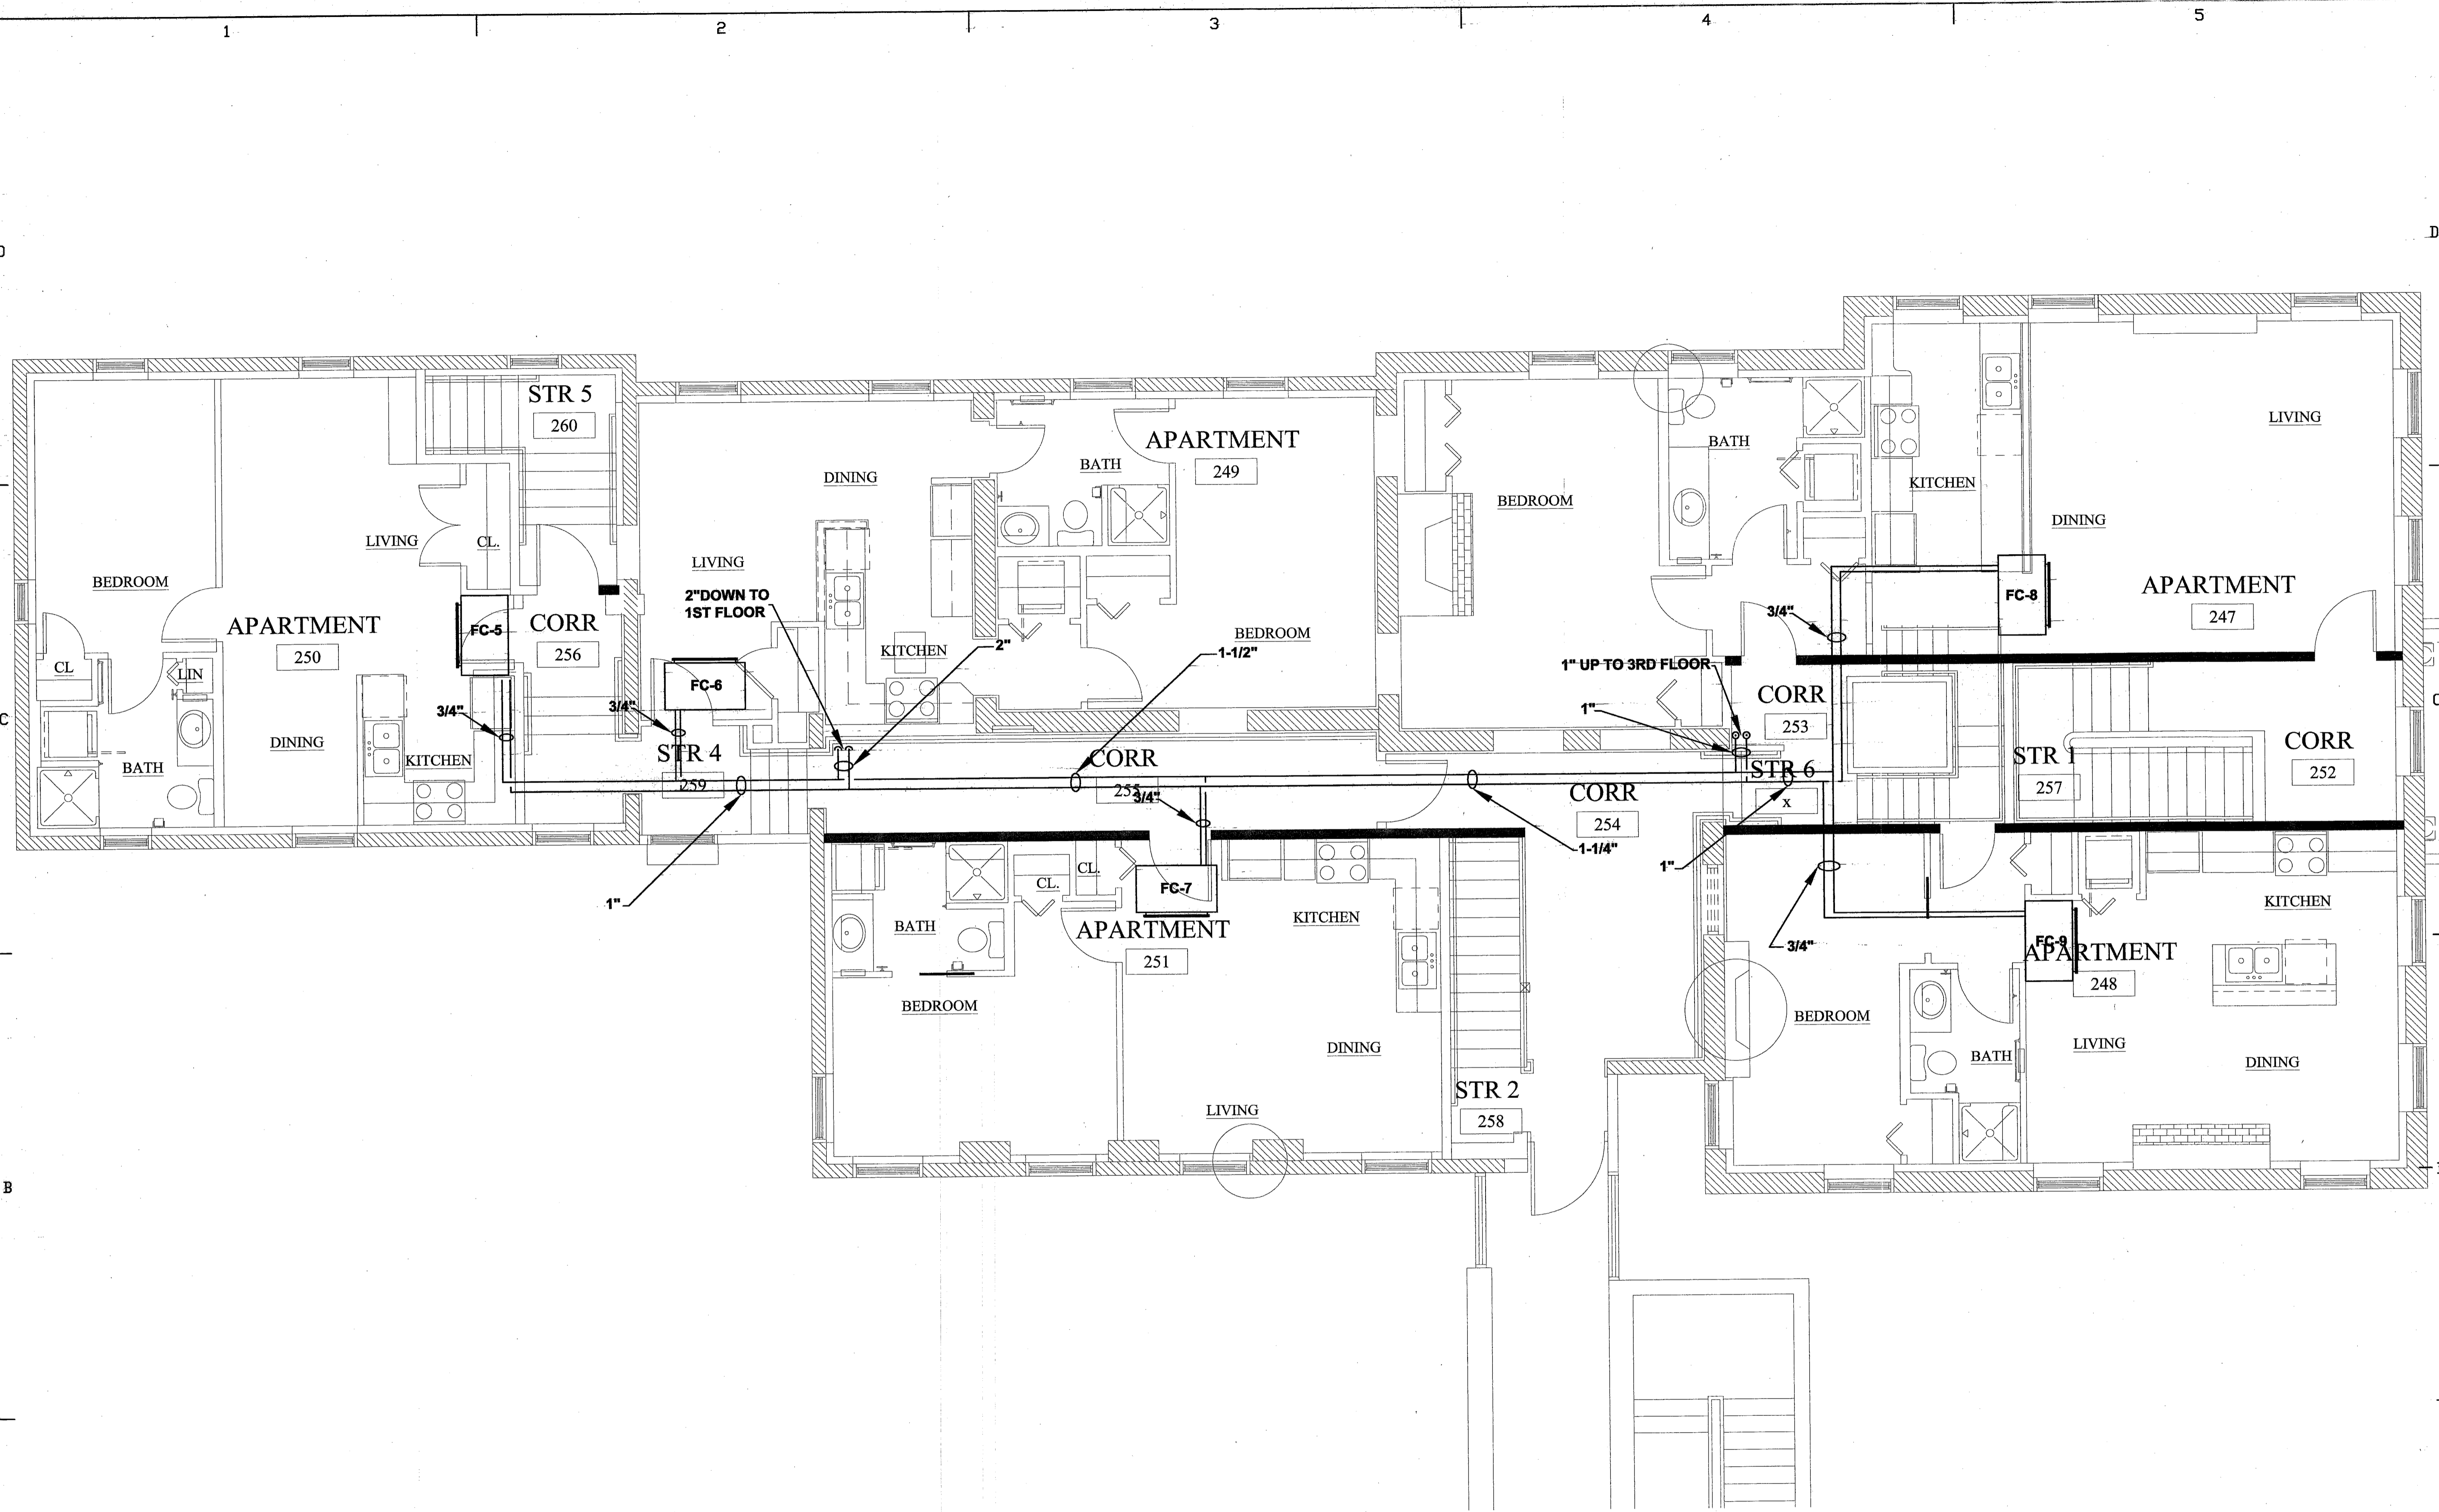 1
2
3
4
5
D
D
STR 5
260
APARTMENT
249
BATH
DINING
BEDROOM
BATH
KITCHEN
LIVING
DINING
LIVING
CL.
BEDROOM
LIVING
2"DOWN TO
1ST FLOOR
APARTMENT
250
FC-5
CORR
256
BEDROOM
KITCHEN
2"
1-1/2"
3/4"
FC-8
APARTMENT
247
CL
LIN
FC-6
1" UP TO 3RD FLOOR
CORR
253
1"
C
C
3/4"
3/4"
DINING
BATH
KITCHEN
STR 4
259
CORR
255
3/4"
CORR
254
STR 6
x
STR 1
257
CORR
252
1-1/4"
1"
1"
3/4"
CL.
CL.
FC-7
BATH
APARTMENT
251
KITCHEN
KITCHEN
FC-9
APARTMENT
248
BEDROOM
DINING
LIVING
BEDROOM
BATH
LIVING
DINING
STR 2
258
B